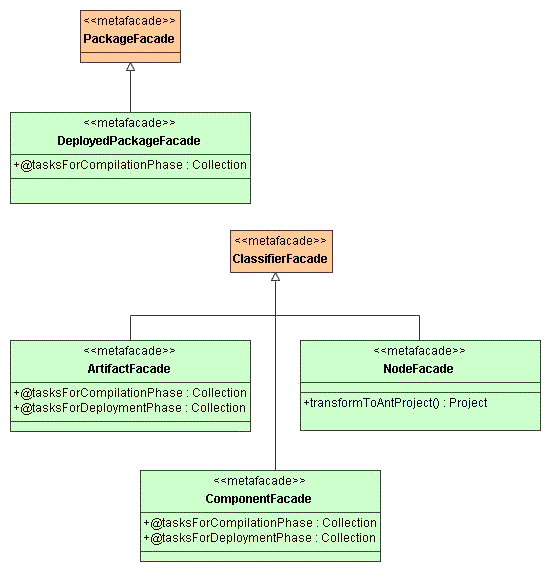 <<metafacade>>
PackageFacade
<<metafacade>>
DeployedPackageFacade
+@tasksForCompilationPhase : Collection
<<metafacade>>
ClassifierFacade
<<metafacade>>
ArtifactFacade
+@tasksForCompilationPhase : Collection
+@tasksForDeploymentPhase : Collection
<<metafacade>>
NodeFacade
+transformToAntProject() : Project
<<metafacade>>
ComponentFacade
+@tasksForCompilationPhase : Collection
+@tasksForDeploymentPhase : Collection